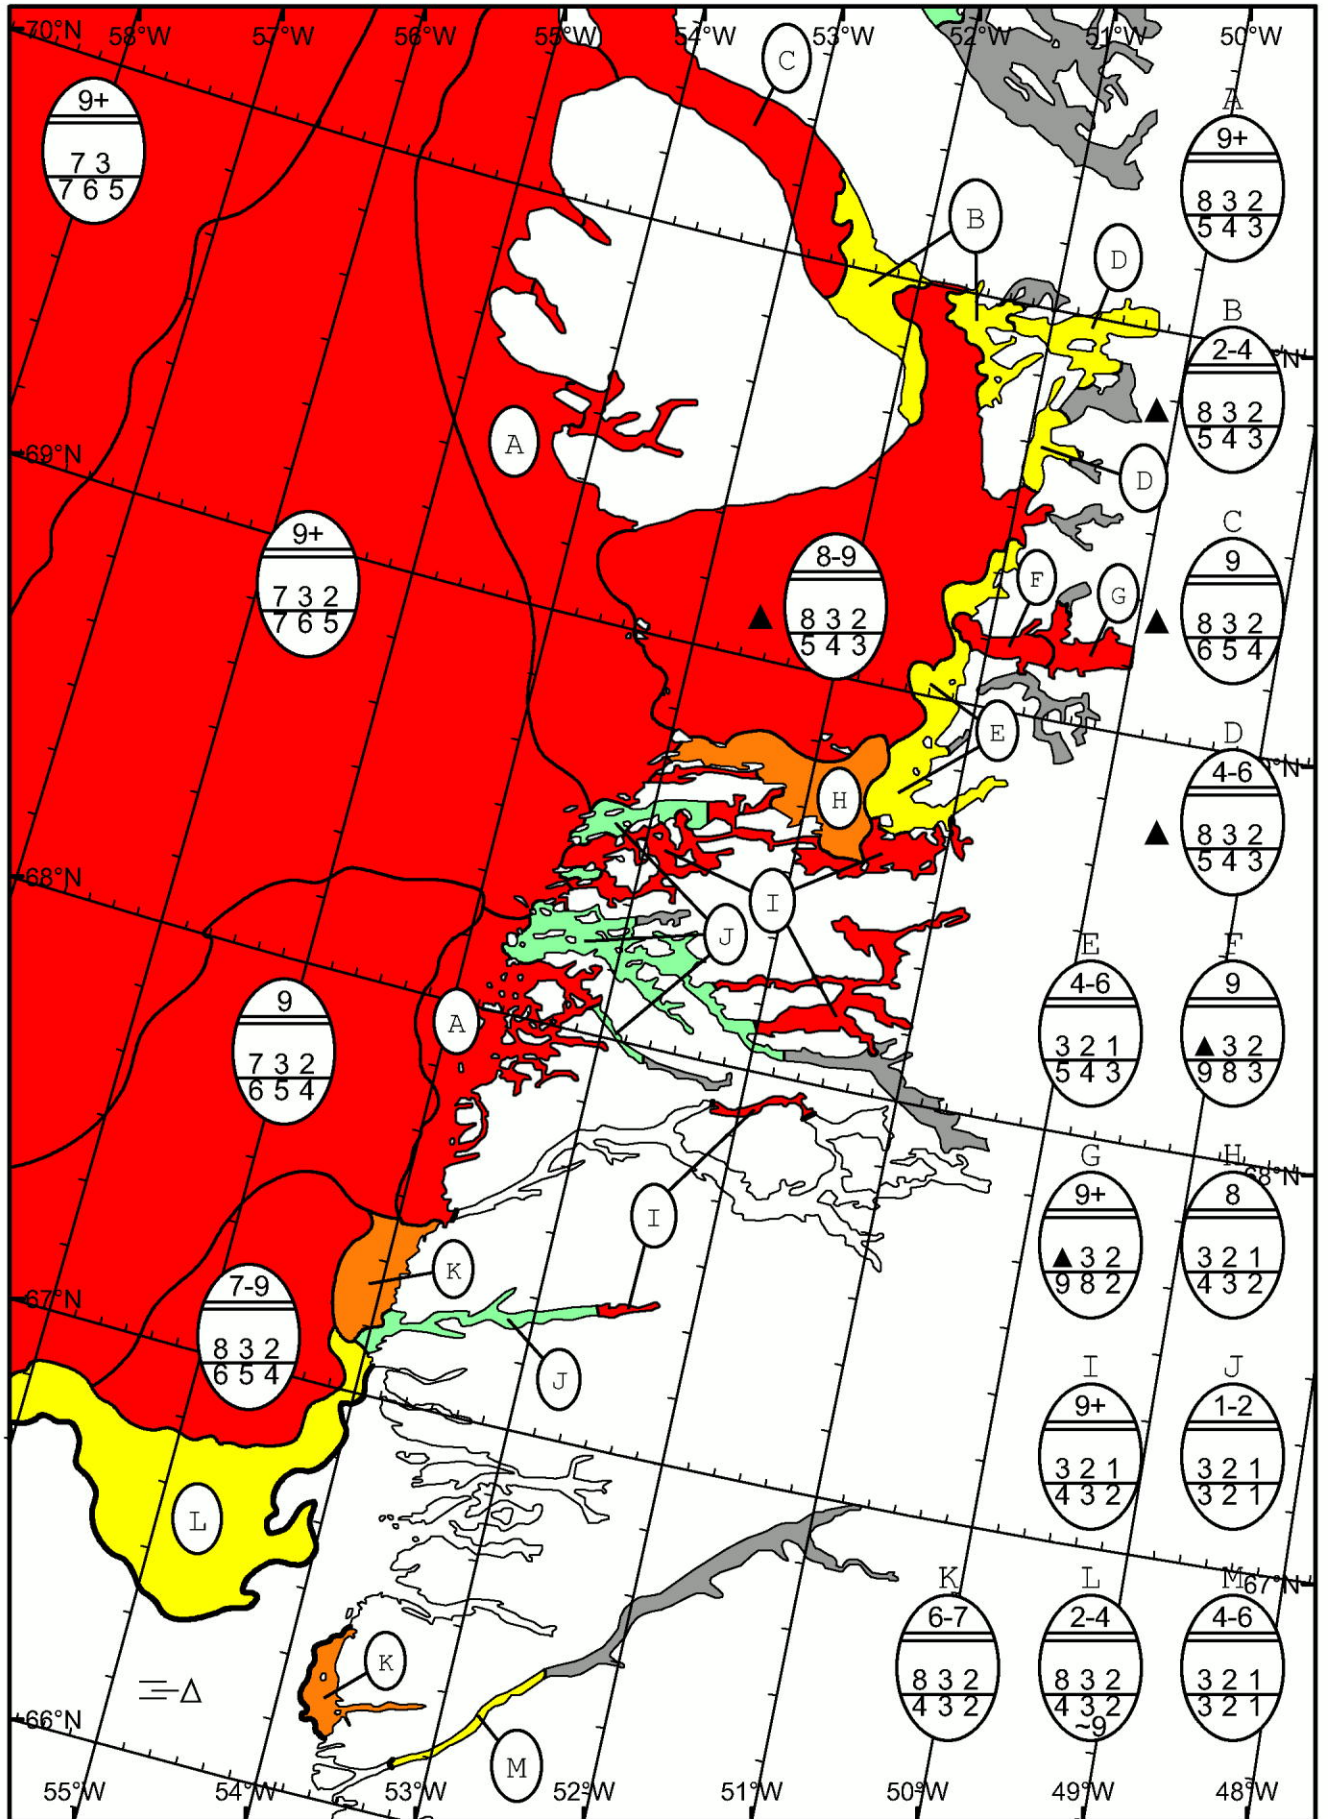 70°N 58°W 57°W 56°W 55°W 54°W 53°W 52°W 51°W 50°W
C
9+
7 3
7 6 5
A
9+
8 3 2
5 4 3
B
D
B
2-4
▲ 8 3 2
5 4 3
°N
A
69°N
D
9+
7 3 2
7 6 5
8-9
▲ 8 3 2
5 4 3
F
G
C
9
▲ 8 3 2
6 5 4
E
D
4-6
▲ 8 3 2
5 4 3
°N
H
68°N
I
J
E
4-6
3 2 1
5 4 3
F
9
▲ 3 2
9 8 3
9
7 3 2
6 5 4
A
G
9+
▲ 3 2
9 8 2
H
8
3 2 1
4 3 2
68°N
I
K
67°N
7-9
8 3 2
6 5 4
J
I
9+
3 2 1
4 3 2
J
1-2
3 2 1
3 2 1
L
K
6-7
8 3 2
4 3 2
L
2-4
8 3 2
4 3 2
~9
M
4-6
3 2 1
3 2 1
67°N
K
66°N
M
55°W 54°W 53°W 52°W 51°W 50°W 49°W 48°W